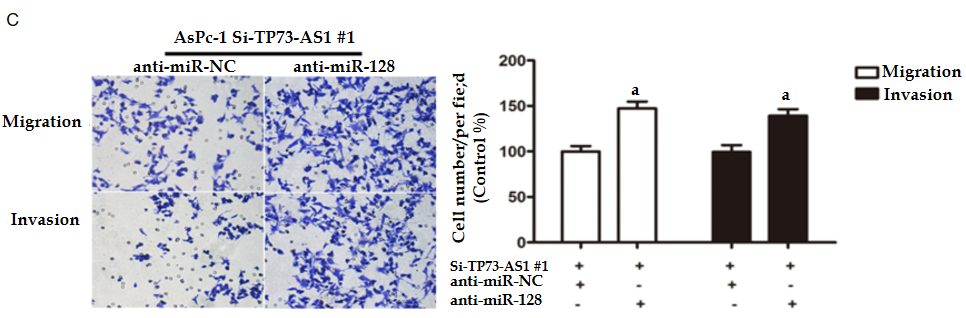 C
AsPc-1 Si-TP73-AS1 #1
anti-miR-NC anti-miR-128
Migration
Invasion
Cell number/per fie,d
(Control %)
200
150
100
50
0
a
a
Migration
Invasion
Si-TP73-AS1 #1 + + + +
anti-miR-NC + - + -
anti-miR-128 - + - +